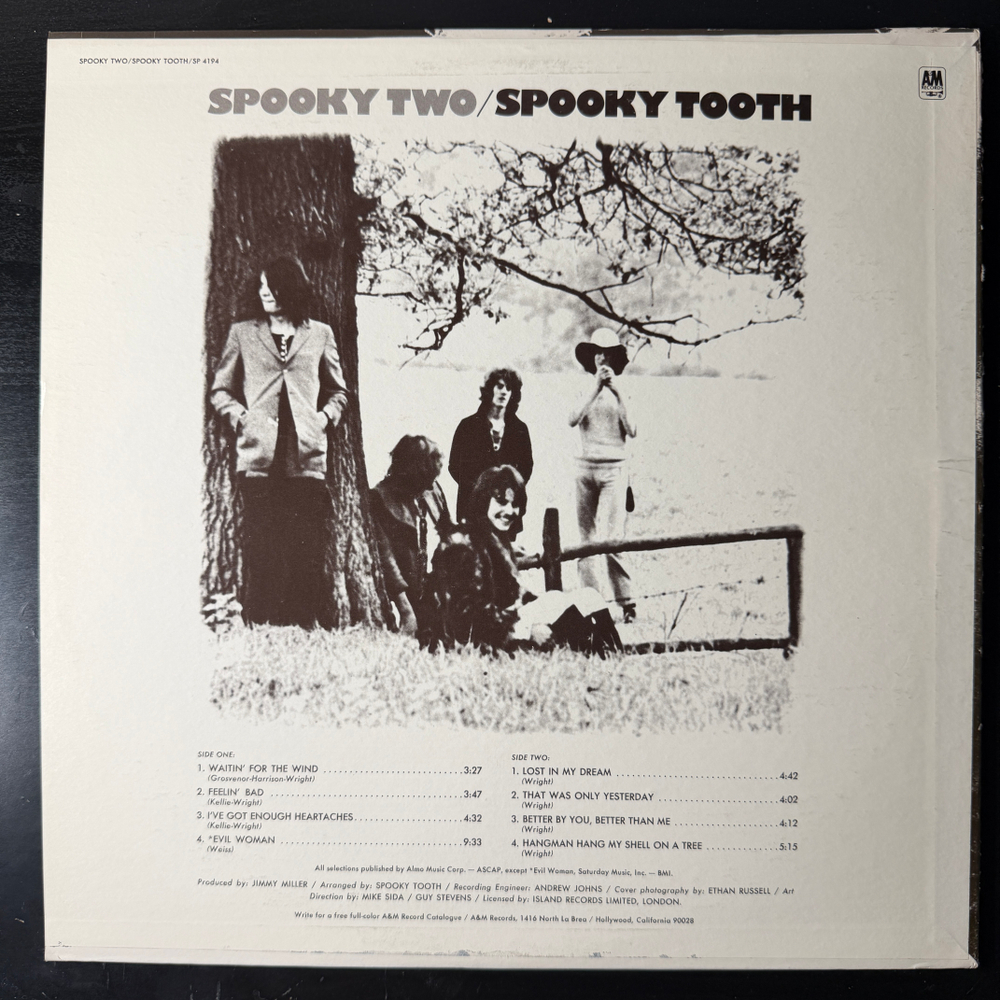 SPOOKY TWO/SPOOKY TOOTH/SP 4194
AM
RECORDS
SPOOKY TWO/SPOOKY TOOTH
SIDE ONE:
1. WAITIN' FOR THE WIND ........................3:27
(Grosvenor-Harrison-Wright)
2. FEELIN' BAD ........................3:47
(Kellie-Wright)
3. I'VE GOT ENOUGH HEARTACHES........................4:32
(Kellie-Wright)
4. *EVIL WOMAN ........................9:33
(Weiss)
SIDE TWO:
1. LOST IN MY DREAM ........................4:42
(Wright)
2. THAT WAS ONLY YESTERDAY ........................4:02
(Wright)
3. BETTER BY YOU, BETTER THAN ME ........................4:12
(Wright)
4. HANGMAN HANG MY SHELL ON A TREE ........................5:15
(Wright)
All selections published by Almo Music Corp. — ASCAP, except *Evil Woman, Saturday Music, Inc. — BMI.
Produced by: JIMMY MILLER / Arranged by: SPOOKY TOOTH / Recording Engineer: ANDREW JOHNS / Cover photography by: ETHAN RUSSELL / Art
Direction by: MIKE SIDA / GUY STEVENS / Licensed by: ISLAND RECORDS LIMITED, LONDON.
Write for a free full-color A&M Record Catalogue / A&M Records, 1416 North La Brea / Hollywood, California 90028